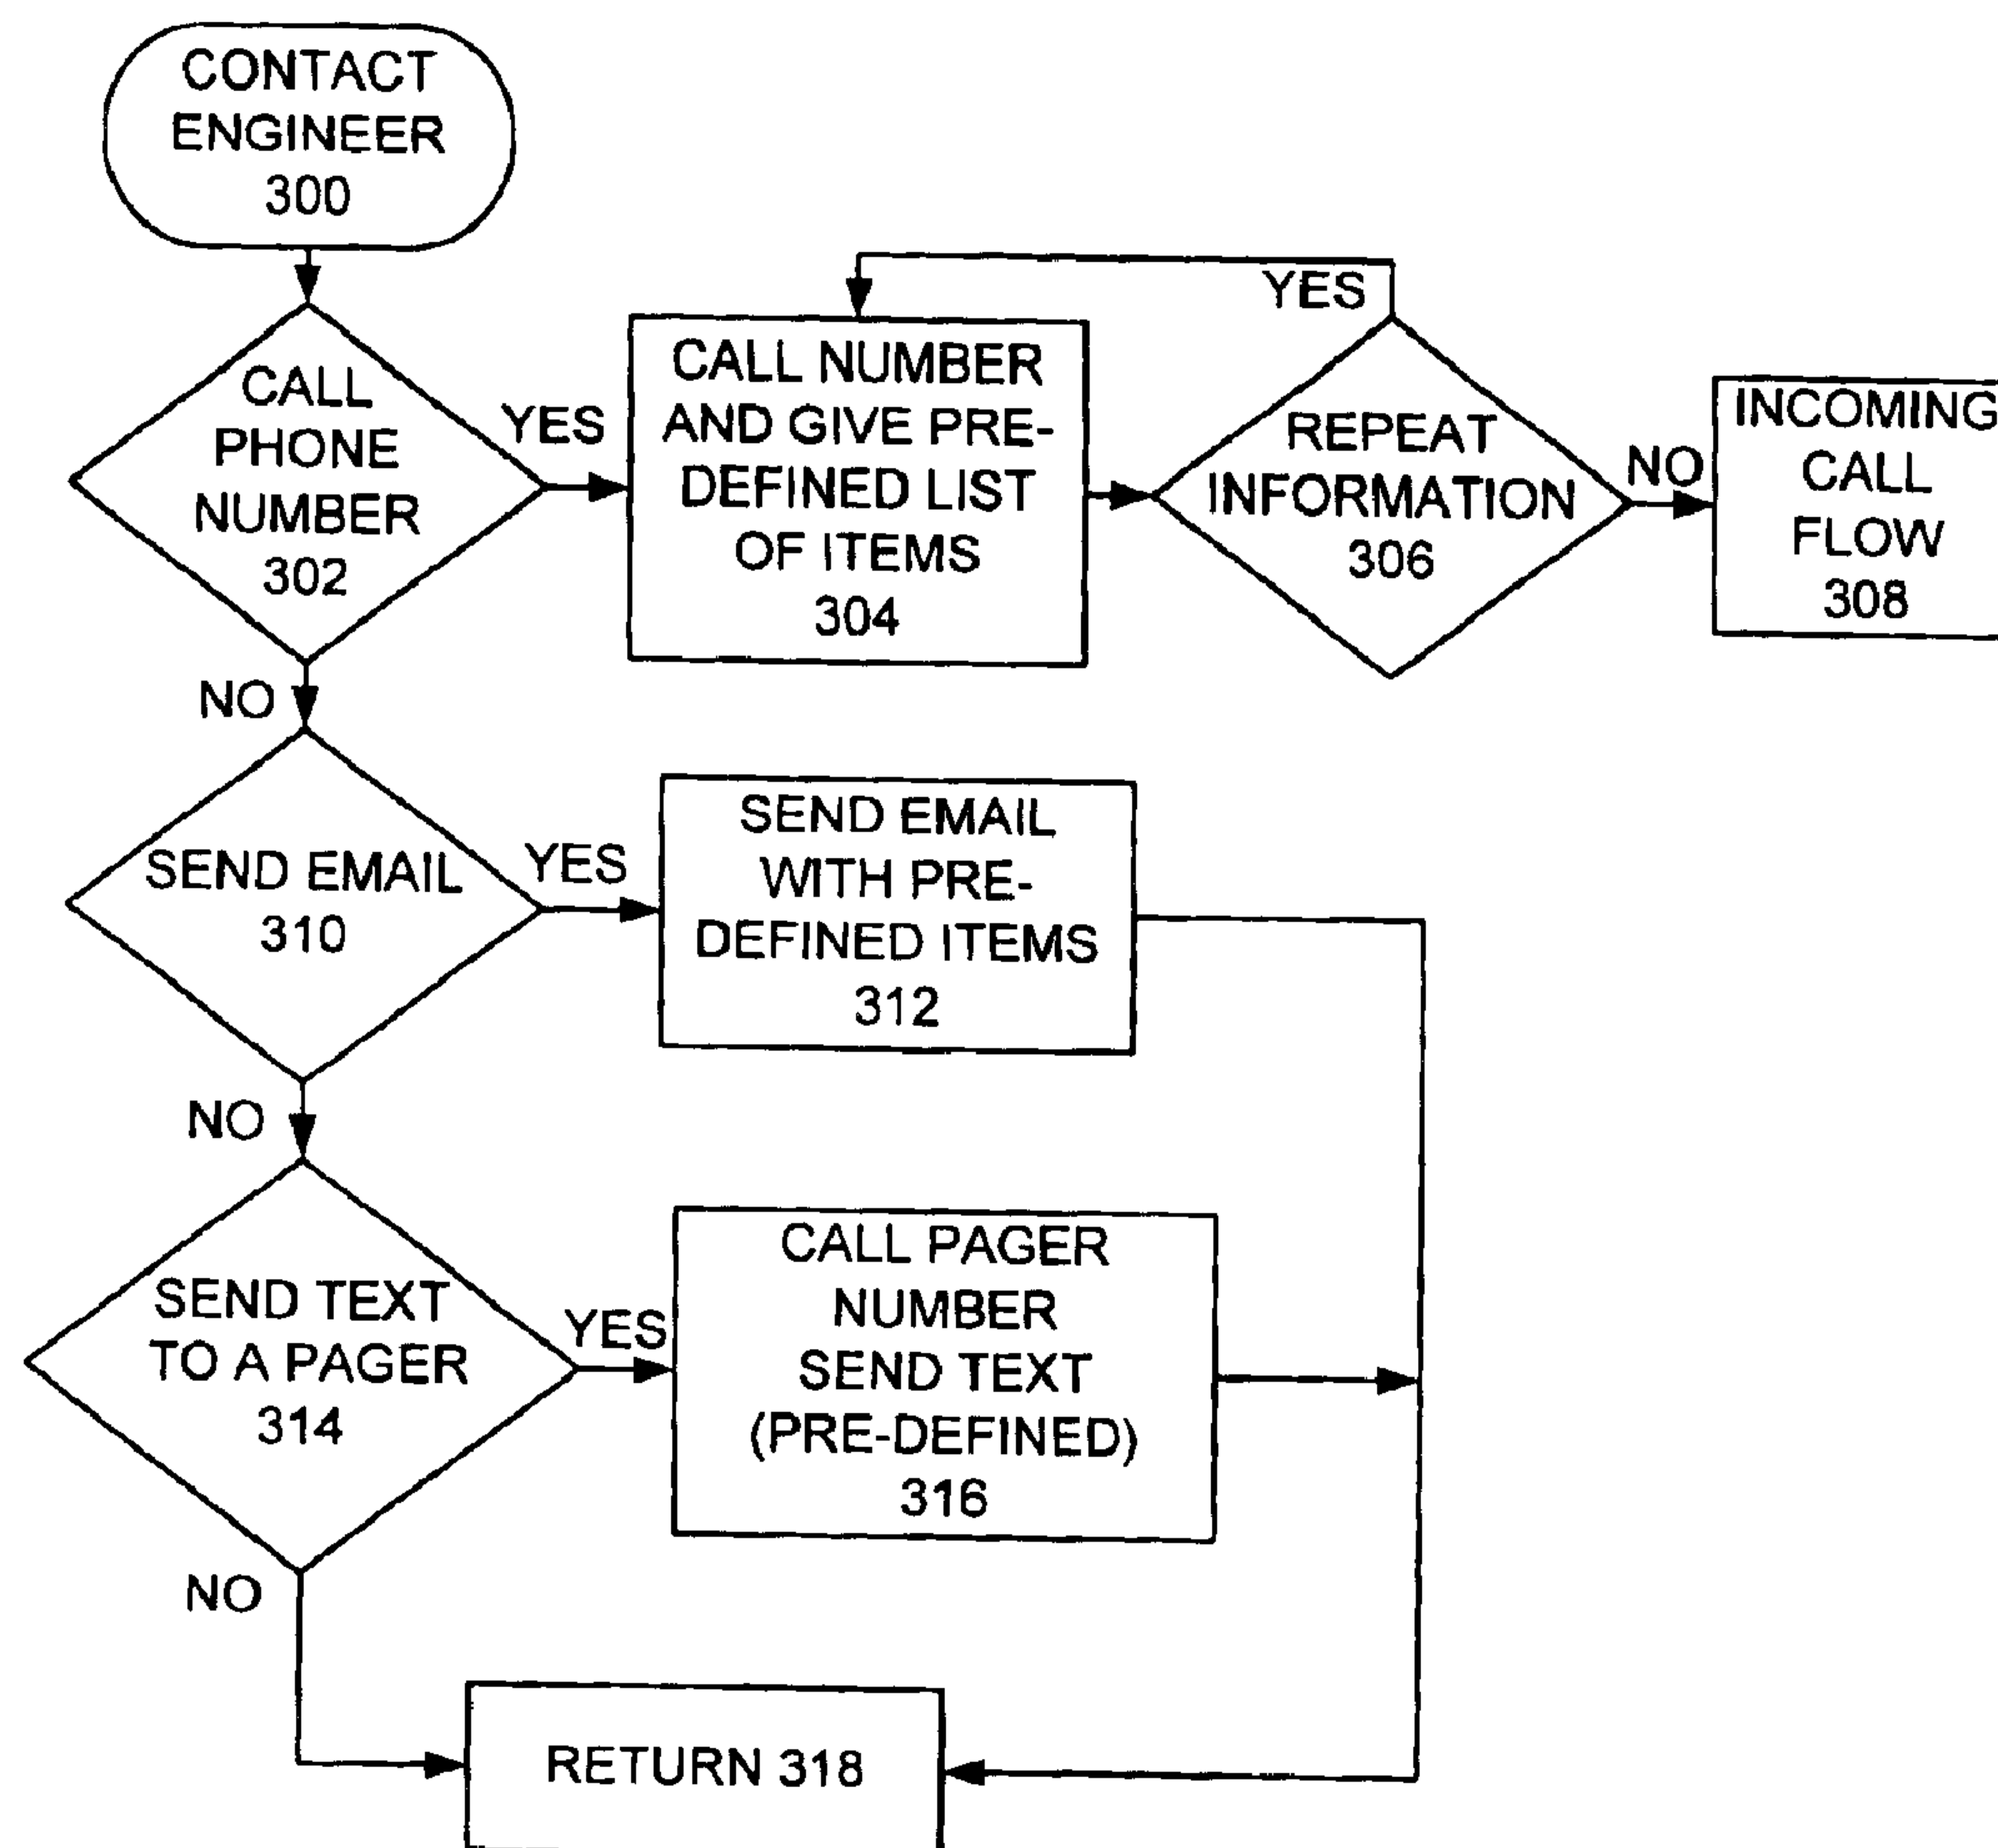 CONTACT
ENGINEER
300
CALL
PHONE
NUMBER
302
YES
CALL NUMBER
AND GIVE PRE-
DEFINED LIST
OF ITEMS
304
YES
REPEAT
INFORMATION
306
NO
INCOMING
CALL
FLOW
308
NO
SEND EMAIL
310
YES
SEND EMAIL
WITH PRE-
DEFINED ITEMS
312
NO
SEND TEXT
TO A PAGER
314
YES
CALL PAGER
NUMBER
SEND TEXT
(PRE-DEFINED)
316
NO
RETURN 318